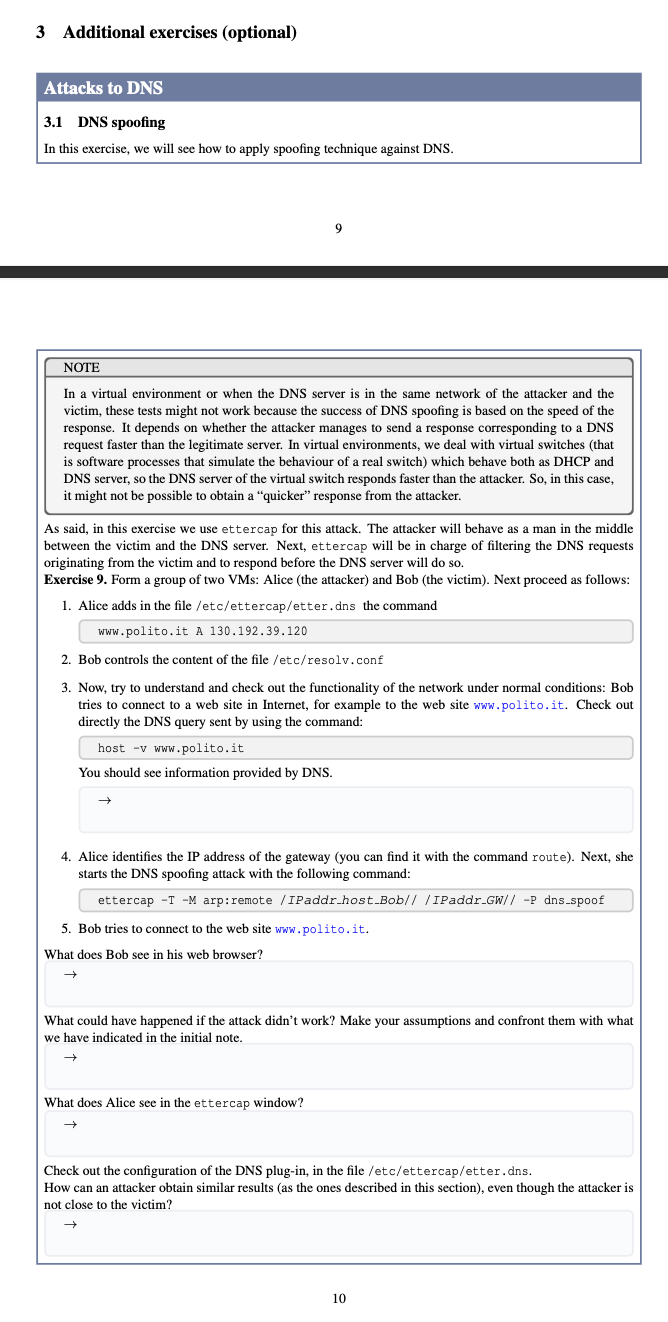 3 Additional exercises (optional)
Attacks to DNS
3.1 DNS spoofing
In this exercise, we will see how to apply spoofing technique against DNS.
9
NOTE
In a virtual environment or when the DNS server is in the same network of the attacker and the
victim, these tests might not work because the success of DNS spoofing is based on the speed of the
response. It depends on whether the attacker manages to send a response corresponding to a DNS
request faster than the legitimate server. In virtual environments, we deal with virtual switches (that
is software processes that simulate the behaviour of a real switch) which behave both as DHCP and
DNS server, so the DNS server of the virtual switch responds faster than the attacker. So, in this case,
it might not be possible to obtain a “quicker” response from the attacker.
As said, in this exercise we use ettercap for this attack. The attacker will behave as a man in the middle
between the victim and the DNS server. Next, ettercap will be in charge of filtering the DNS requests
originating from the victim and to respond before the DNS server will do so.
Exercise 9. Form a group of two VMs: Alice (the attacker) and Bob (the victim). Next proceed as follows:
1. Alice adds in the file /etc/ettercap/etter.dns the command
www.polito.it A 130.192.39.120
2. Bob controls the content of the file /etc/resolv.conf
3. Now, try to understand and check out the functionality of the network under normal conditions: Bob
tries to connect to a web site in Internet, for example to the web site www.polito.it. Check out
directly the DNS query sent by using the command:
host -v www.polito.it
You should see information provided by DNS.
→
4. Alice identifies the IP address of the gateway (you can find it with the command route). Next, she
starts the DNS spoofing attack with the following command:
ettercap -T -M arp:remote /IPaddr_host_Bob// /IPaddr_GW// -P dns_spoof
5. Bob tries to connect to the web site www.polito.it.
What does Bob see in his web browser?
→
What could have happened if the attack didn’t work? Make your assumptions and confront them with what
we have indicated in the initial note.
→
What does Alice see in the ettercap window?
→
Check out the configuration of the DNS plug-in, in the file /etc/ettercap/etter.dns.
How can an attacker obtain similar results (as the ones described in this section), even though the attacker is
not close to the victim?
→
10